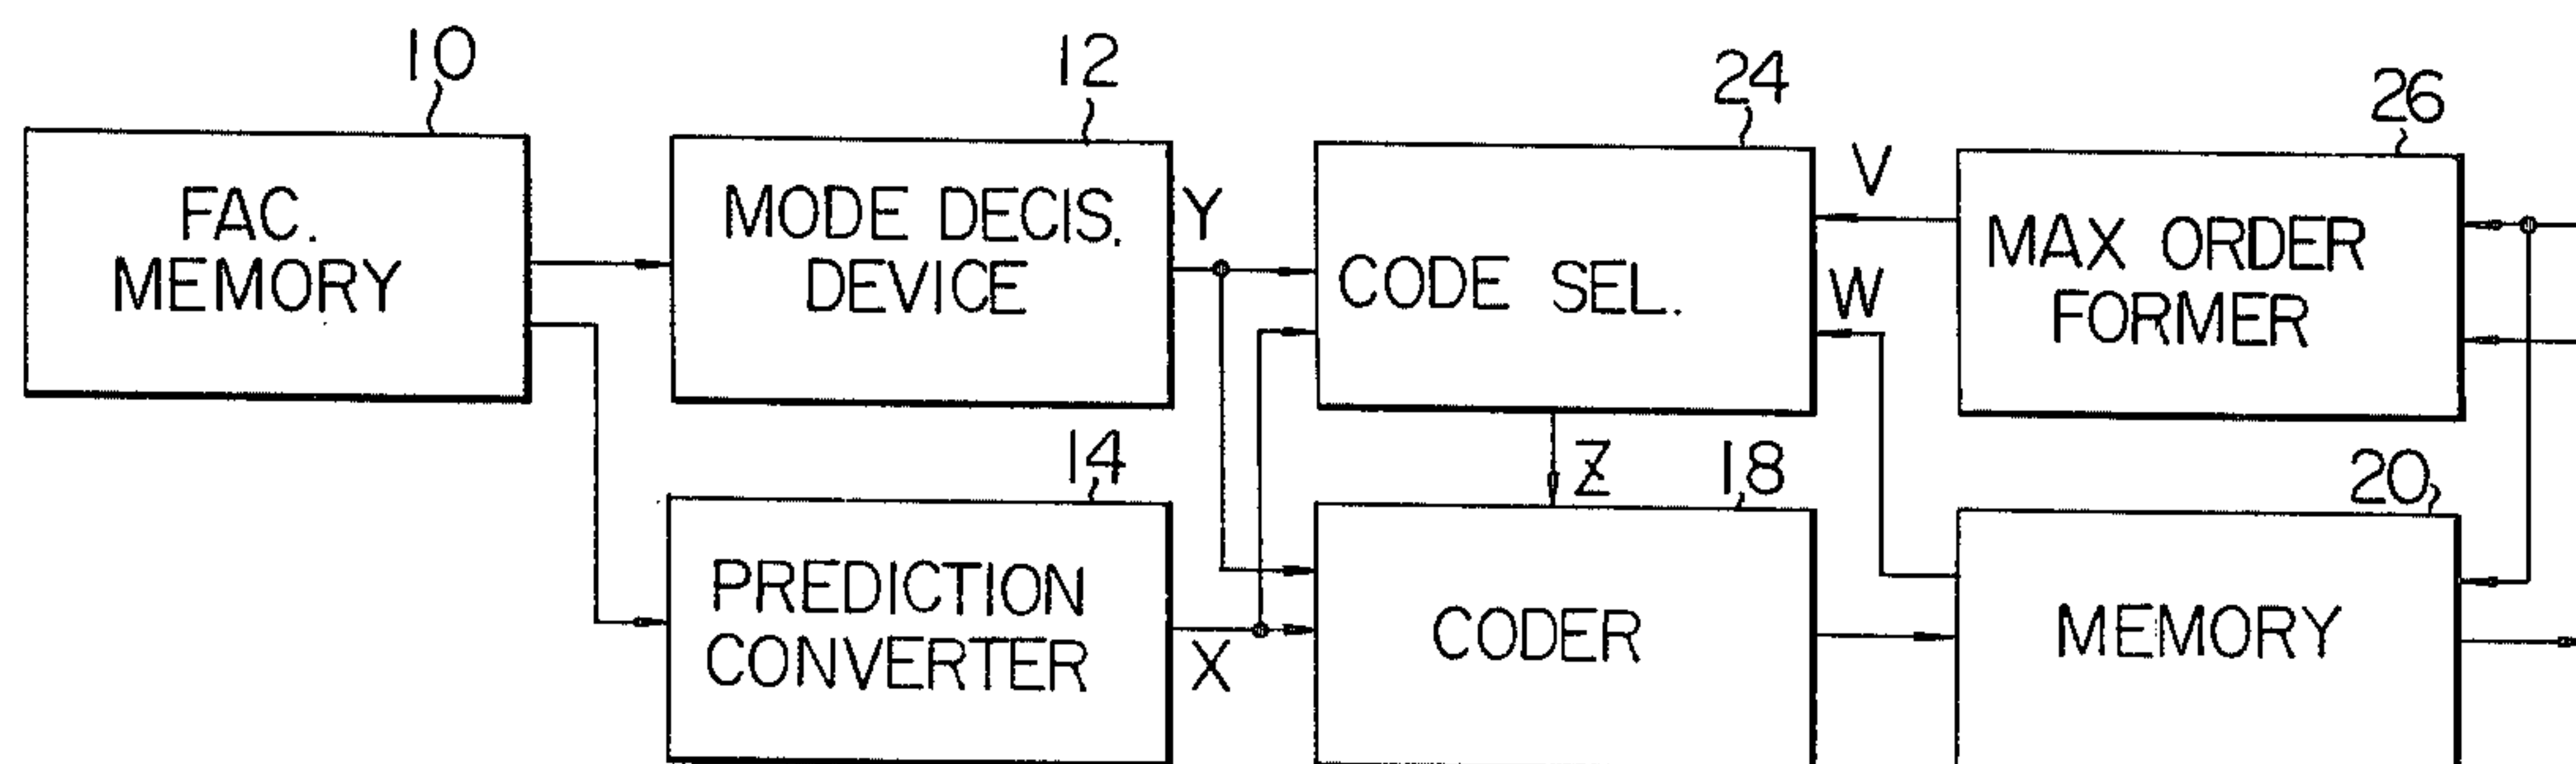 10
12
24
26
FAC.
MEMORY
MODE DECIS.
DEVICE
Y
CODE SEL.
V
W
MAX ORDER
FORMER
14
Z
18
20
PREDICTION
CONVERTER
X
CODER
MEMORY